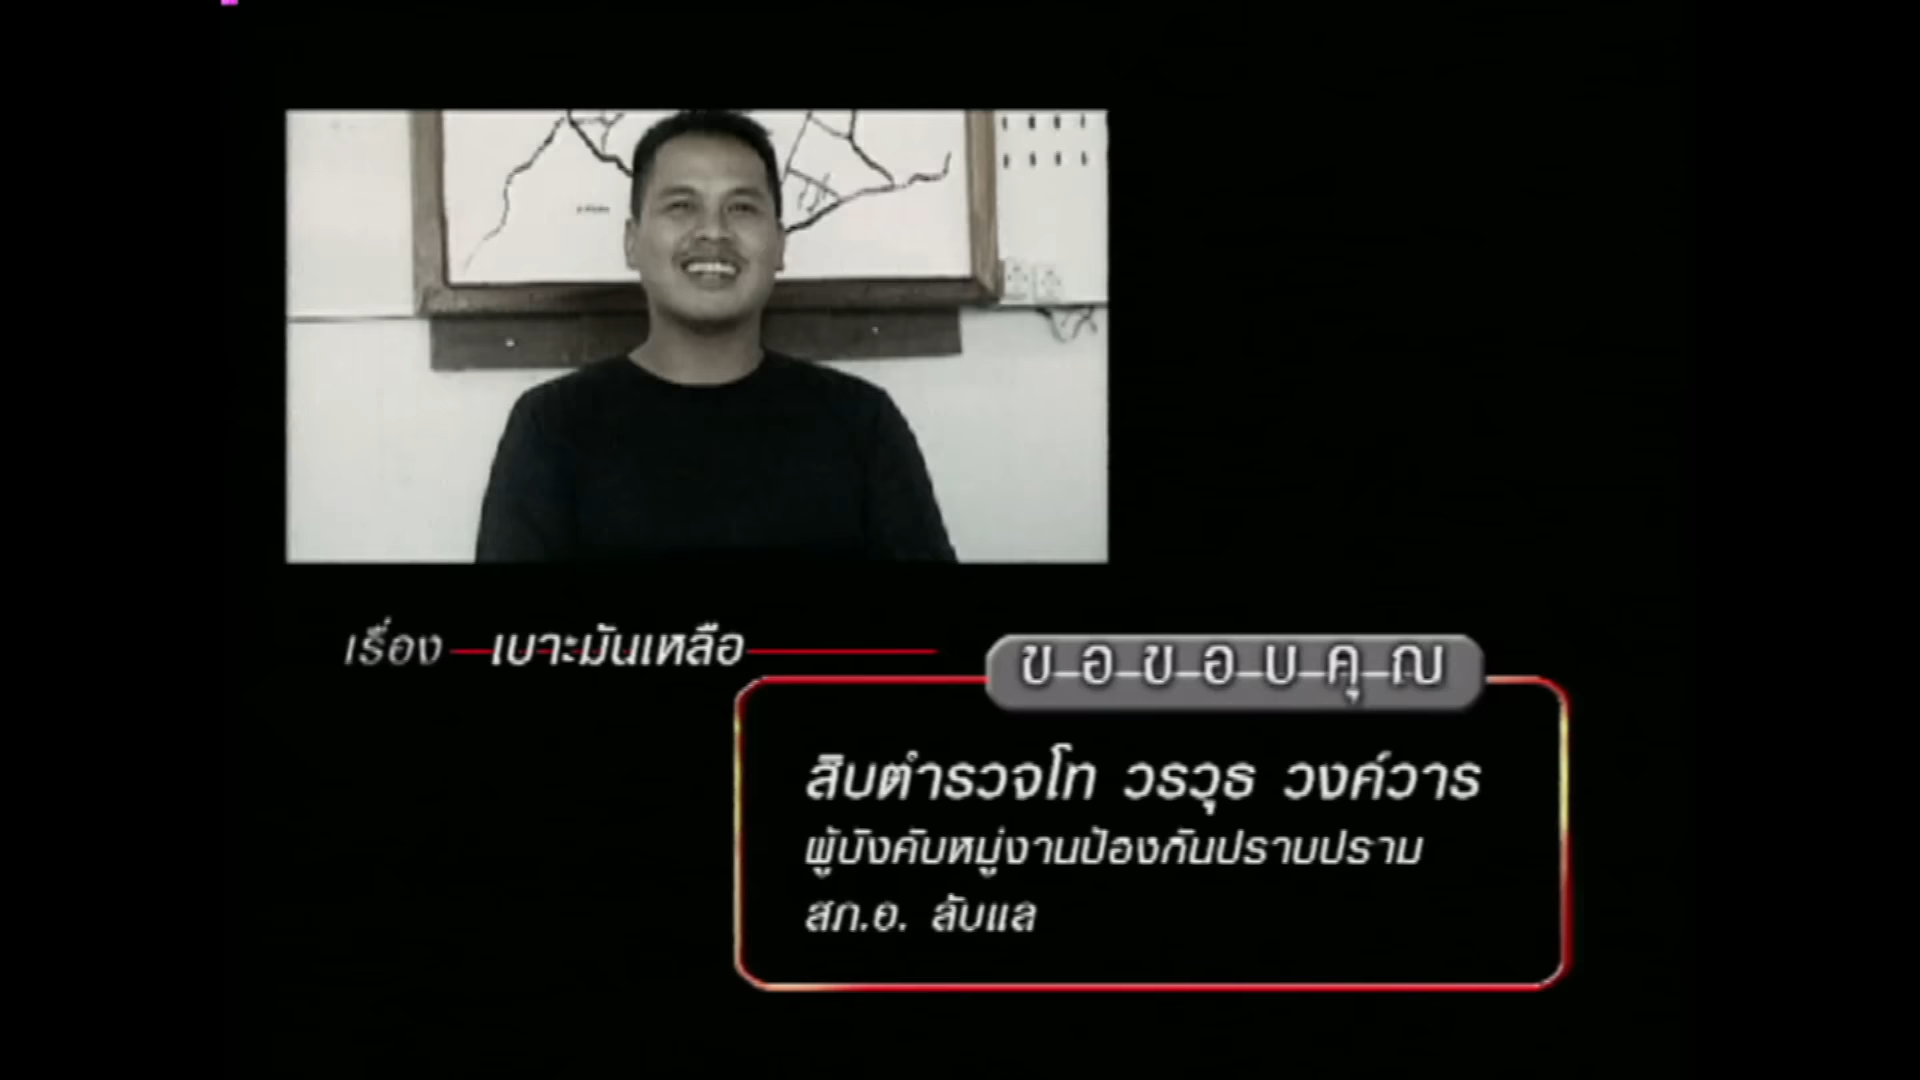 เรื่อง เบาะมันเหลือ
ขอขอบคุณ
สิบตำรวจโท วรวุธ วงค์วาร
ผู้บังคับหมู่งานป้องกันปราบปราม
สภ.อ. ลับแล